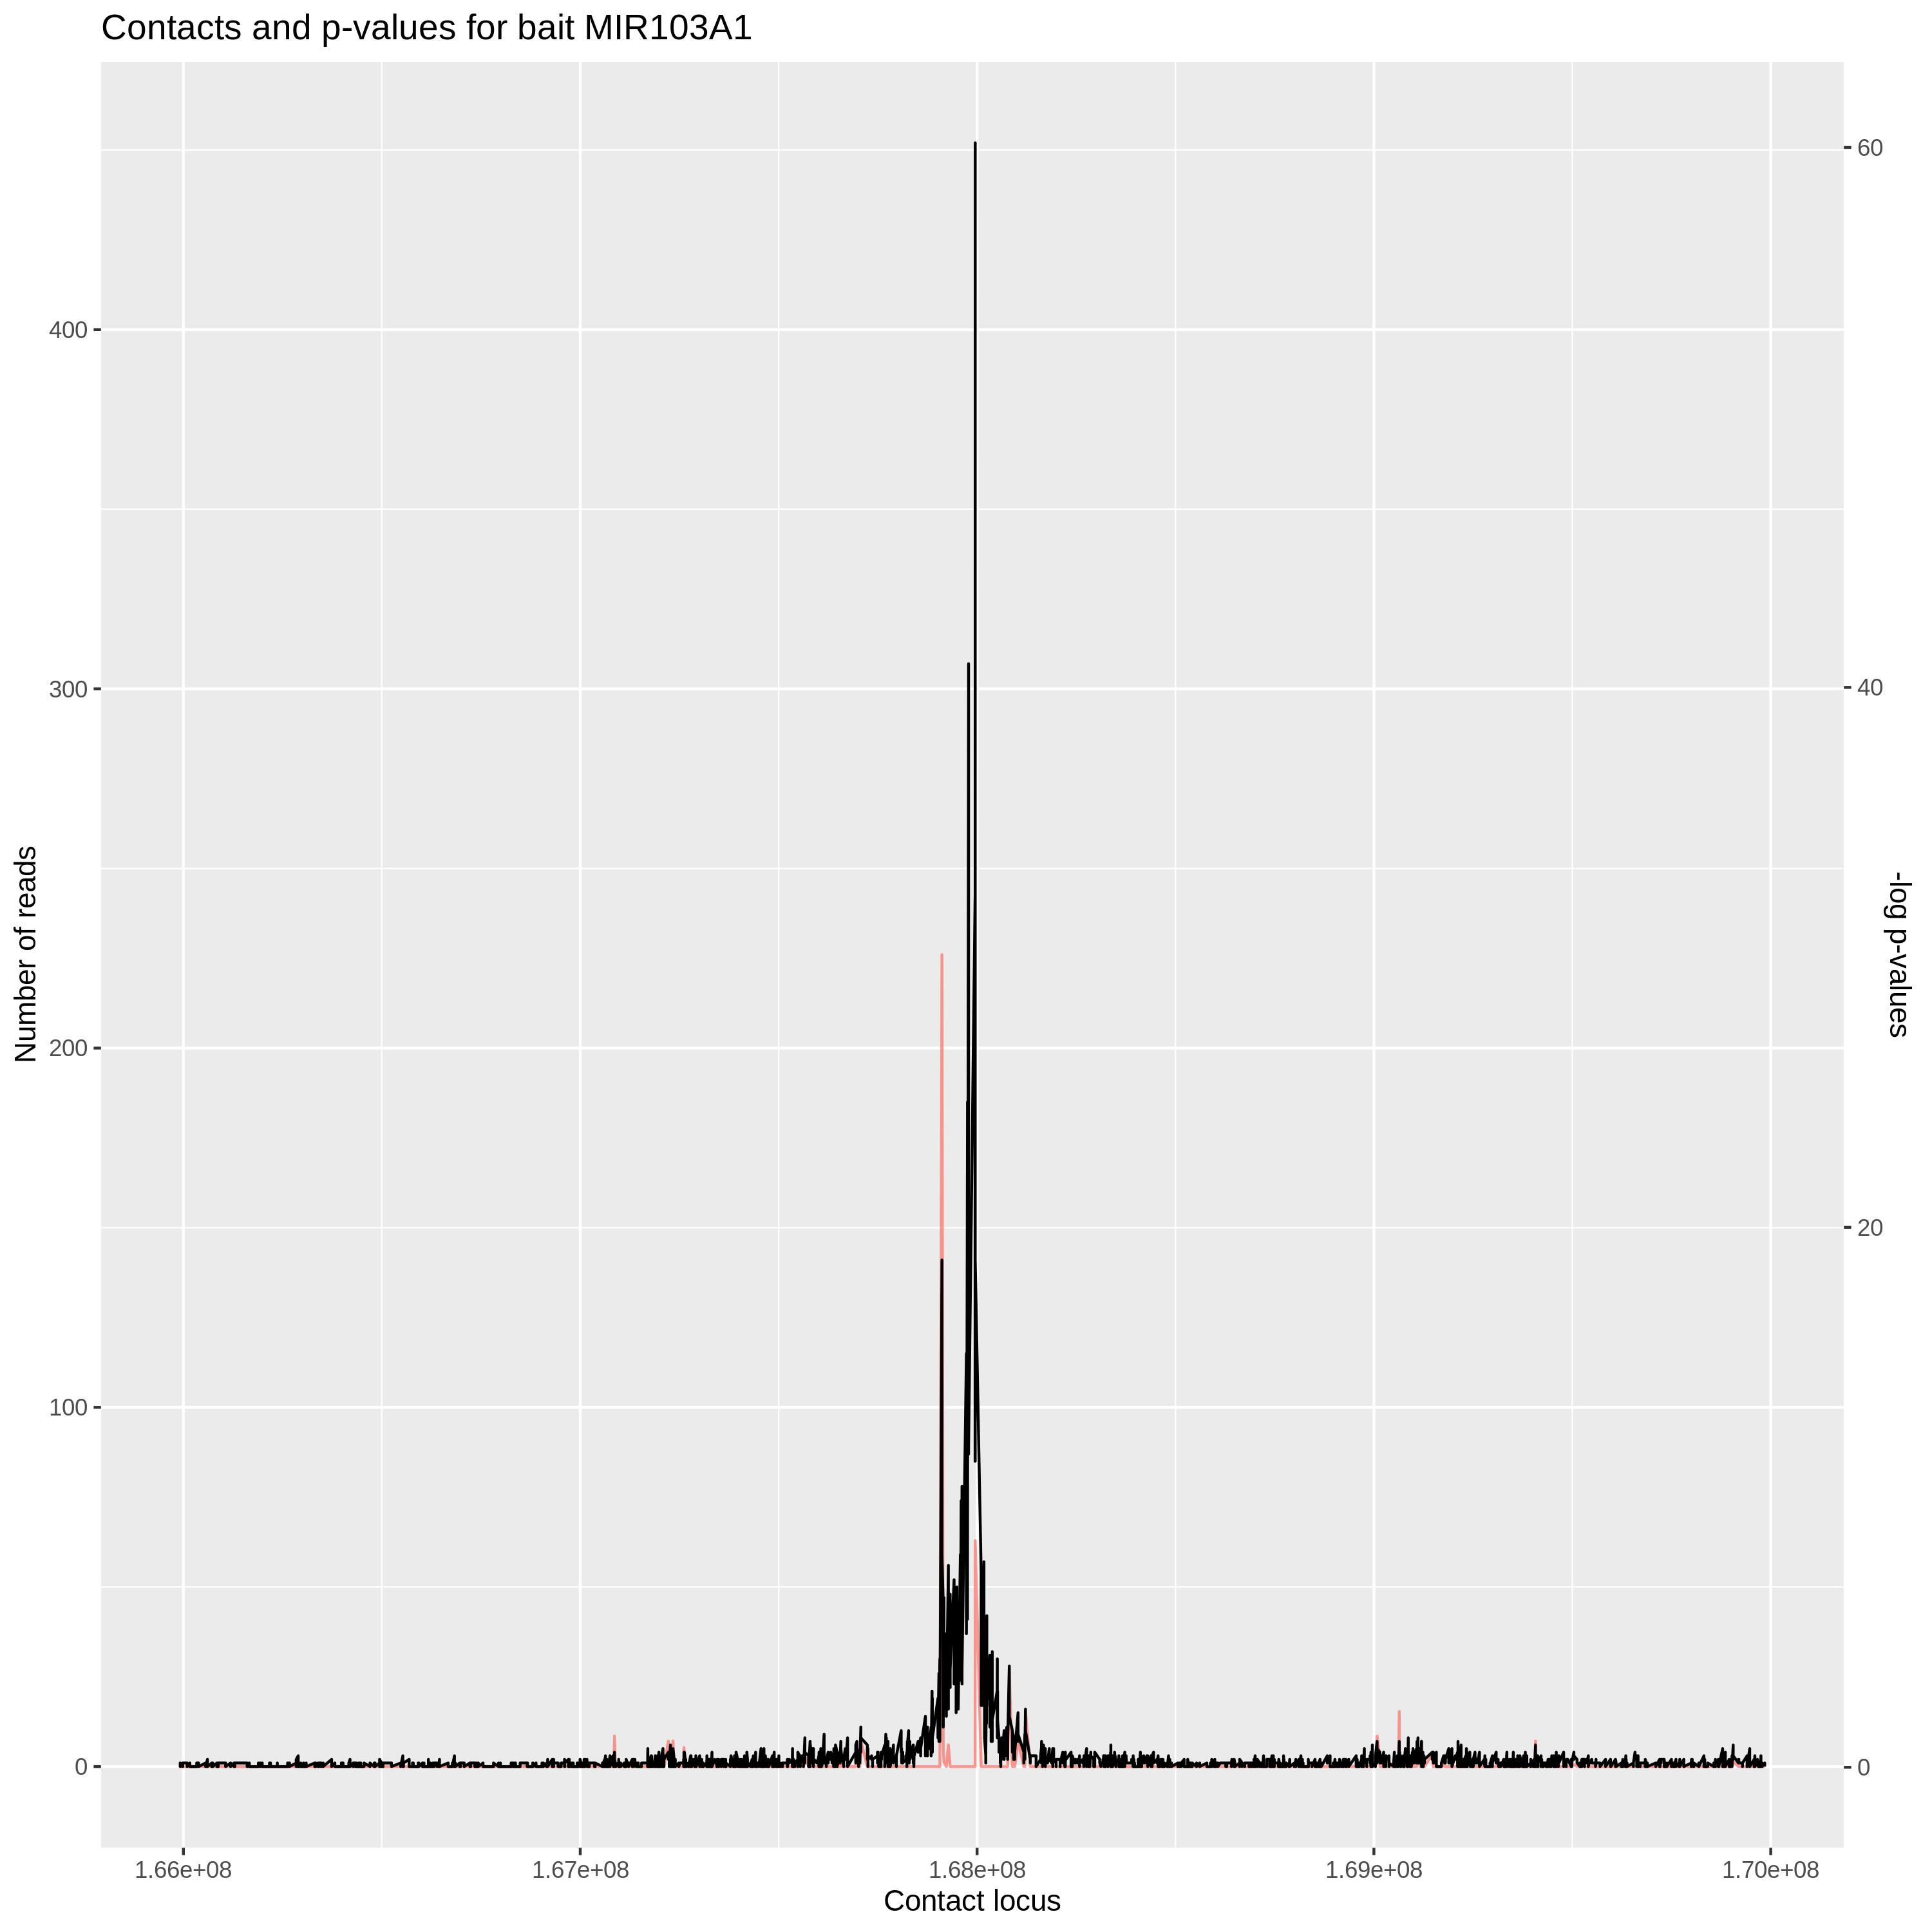 Contacts and p-values for bait MIR103A1
400
300
200
100
0
Number of reads
60
40
20
0
-log p-values
1.66e+08
1.67e+08
1.68e+08
1.69e+08
1.70e+08
Contact locus